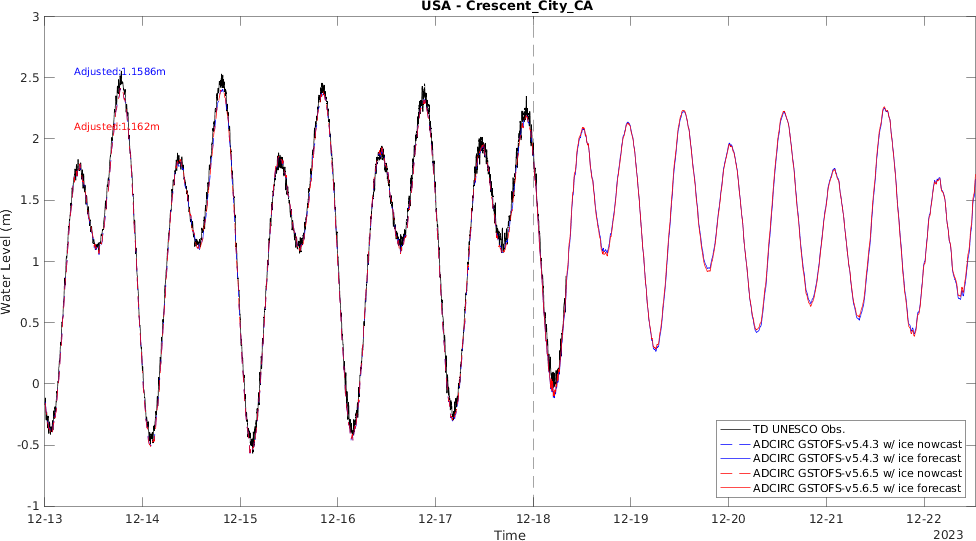 USA - Crescent_City_CA
3
2.5
2
1.5
1
0.5
0
-0.5
-1
Water Level (m)
Adjusted:1.1586m
Adjusted:1.162m
TD UNESCO Obs.
ADCIRC GSTOFS-v5.4.3 w/ ice nowcast
ADCIRC GSTOFS-v5.4.3 w/ ice forecast
ADCIRC GSTOFS-v5.6.5 w/ ice nowcast
ADCIRC GSTOFS-v5.6.5 w/ ice forecast
12-13 12-14 12-15 12-16 12-17 12-18 12-19 12-20 12-21 12-22
Time
2023